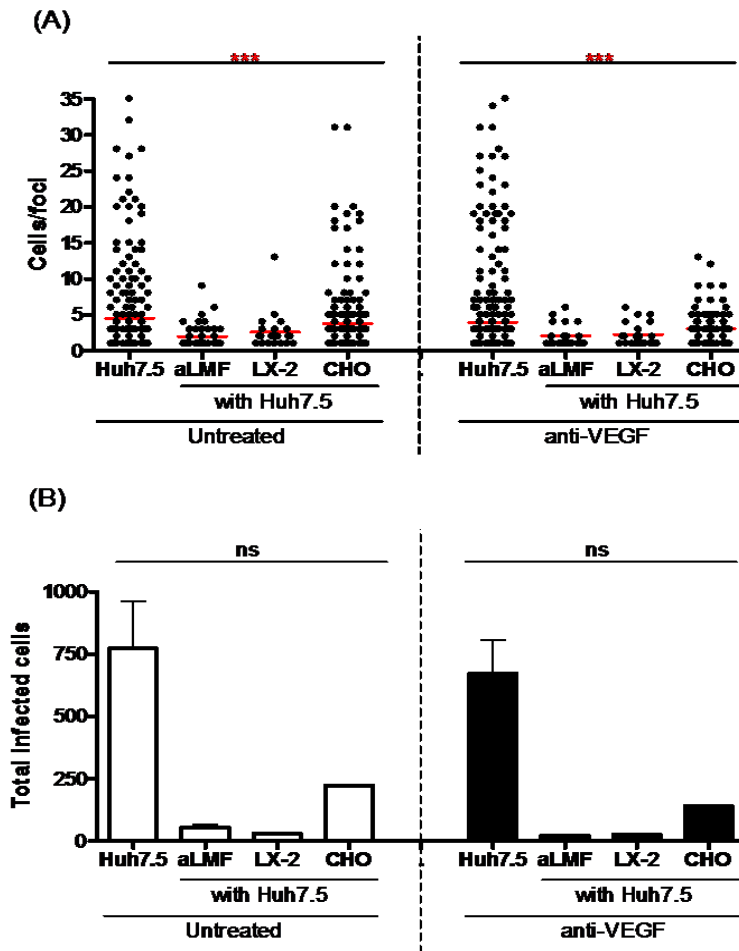 (A)
*** ***
35
30
25
20
15
10
5
0
Cells/foci
Huh7.5 aLMF LX-2 CHO . Huh7.5 aLMF LX-2 CHO
with Huh7.5 with Huh7.5
Untreated anti-VEGF
(B)
ns ns
1000
750
500
250
0
Total Infected cells
Huh7.5 aLMF LX-2 CHO . Huh7.5 aLMF LX-2 CHO
with Huh7.5 with Huh7.5
Untreated anti-VEGF